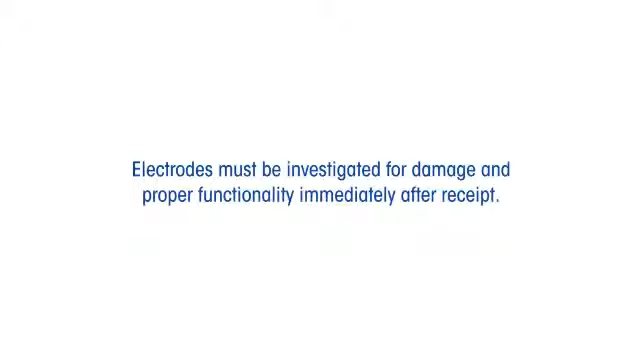 Electrodes must be investigated for damage and
proper functionality immediately after receipt.